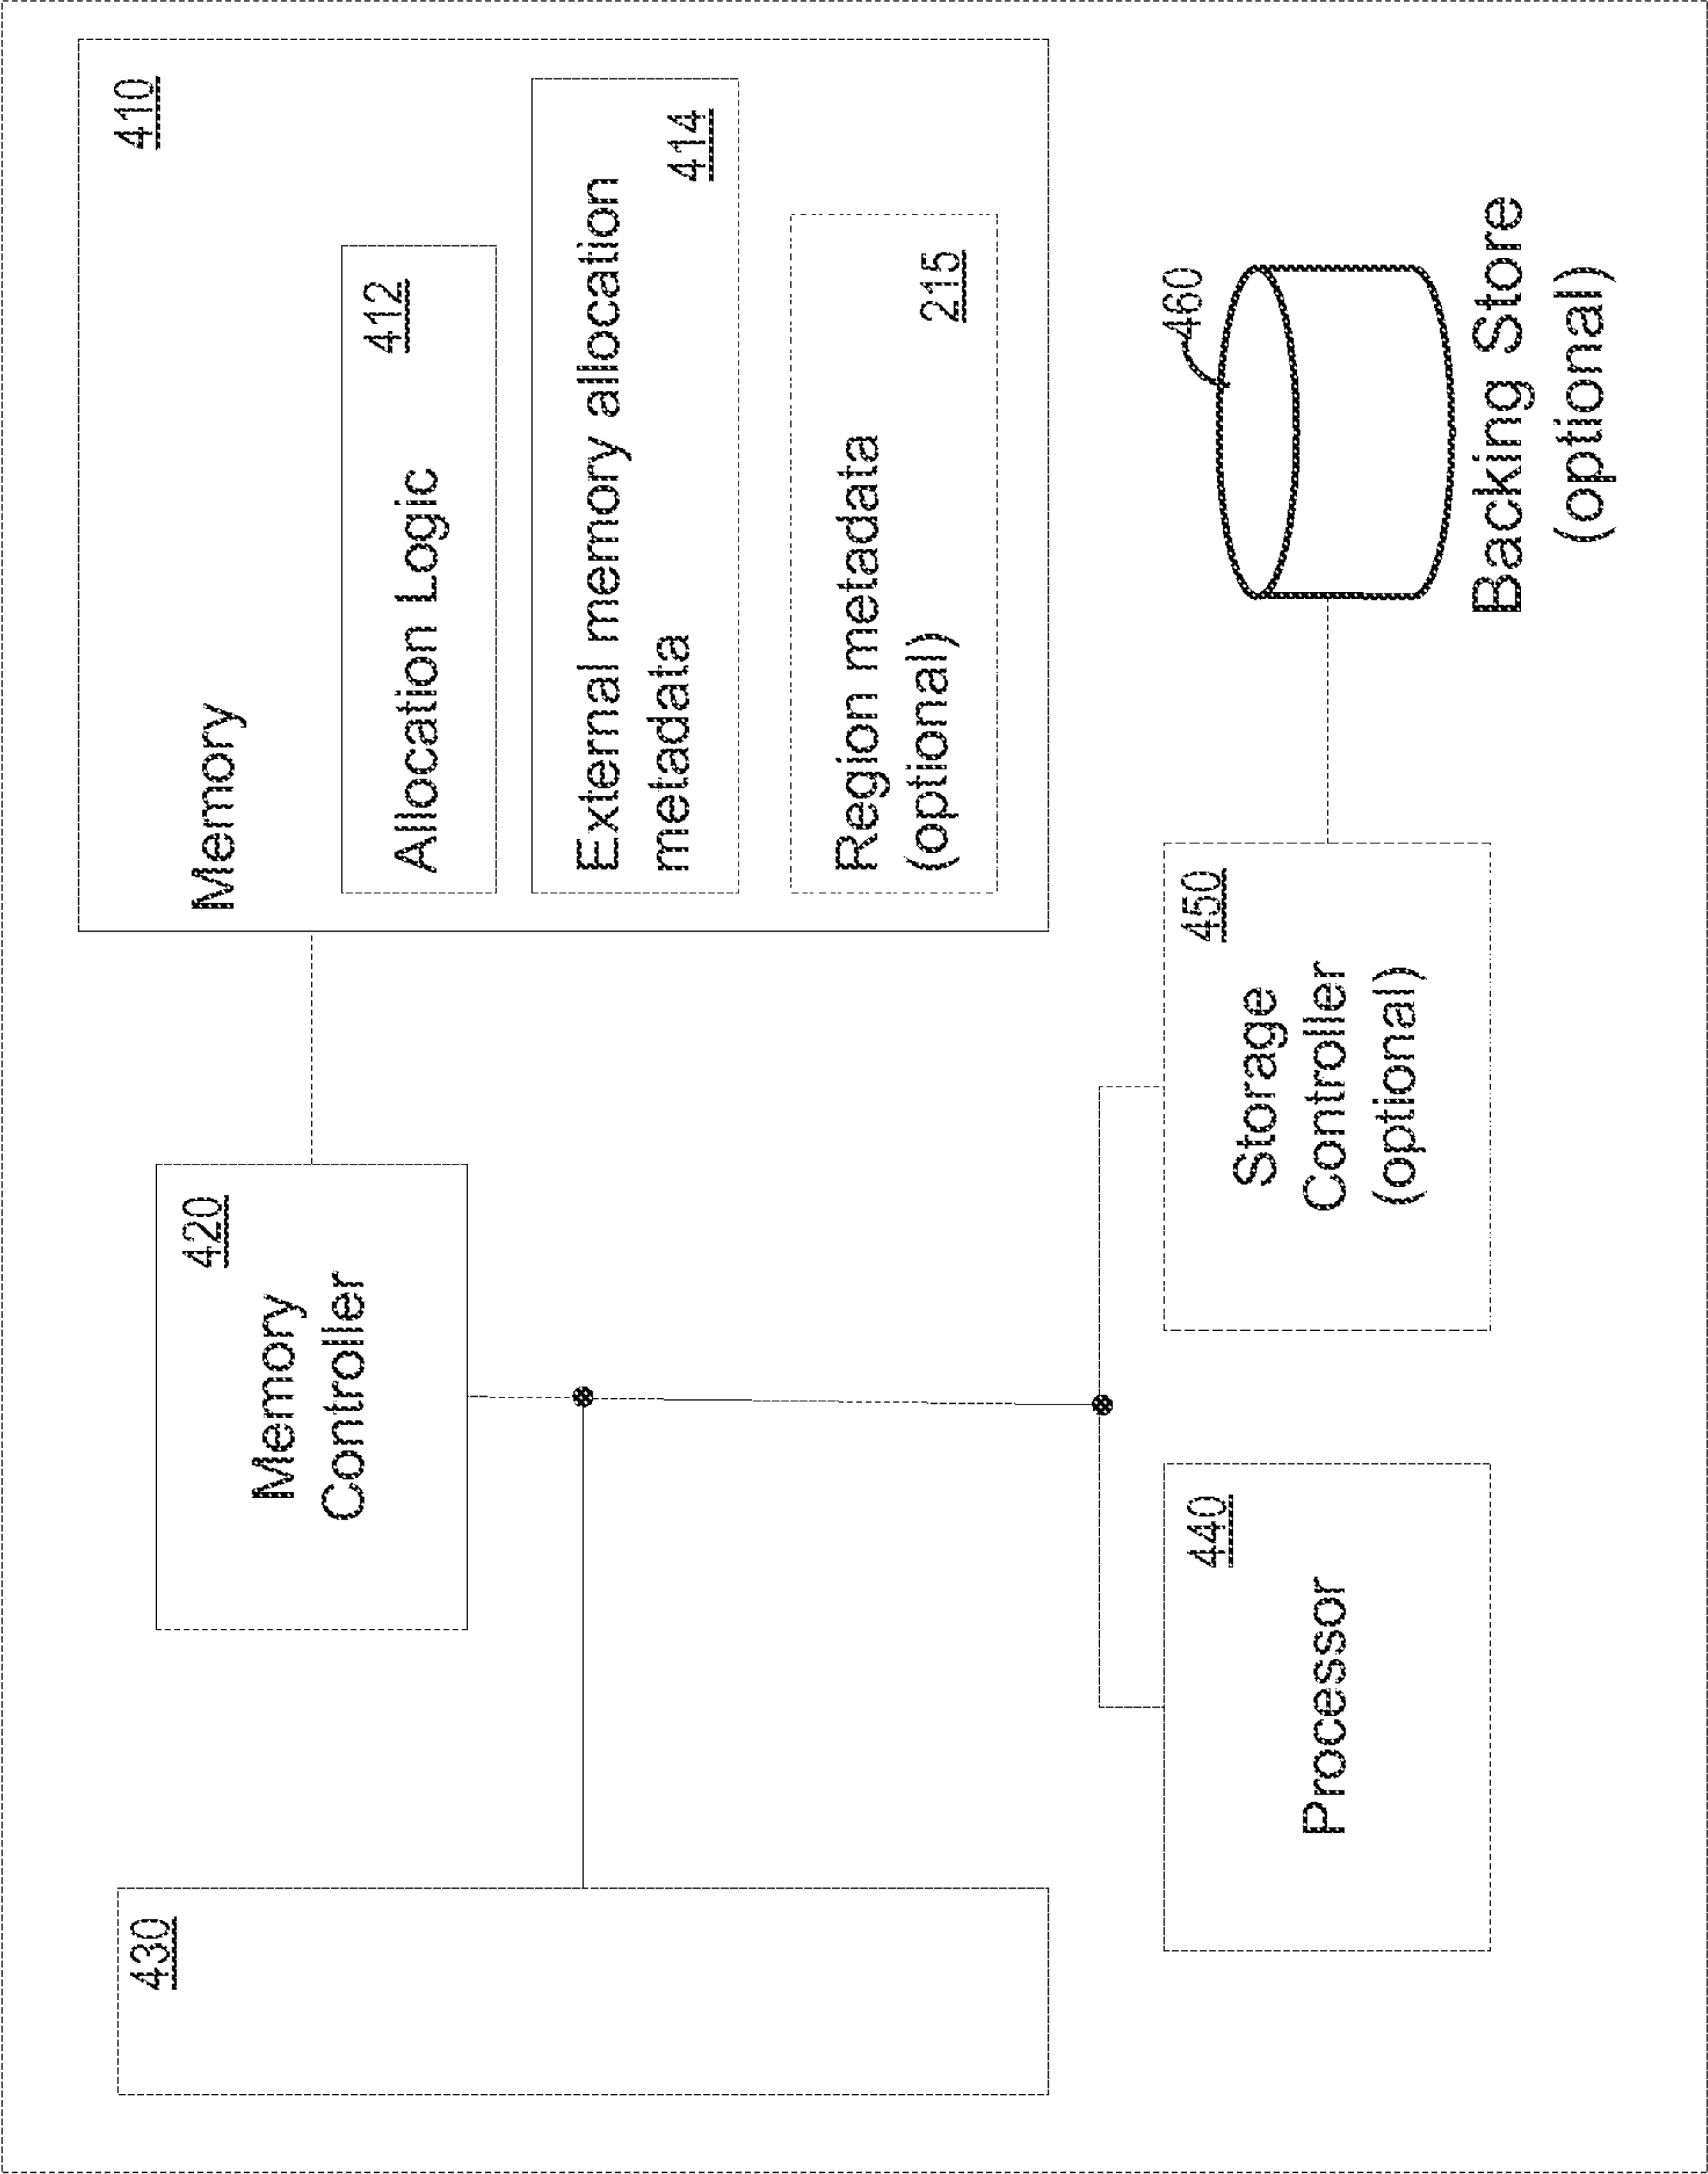 430
420
Memory
Controller
410
Memory
412
Allocation Logic
414
External memory allocation
metadata
215
Region metadata
(optional)
440
Processor
450
Storage
Controller
(optional)
460
Backing Store
(optional)